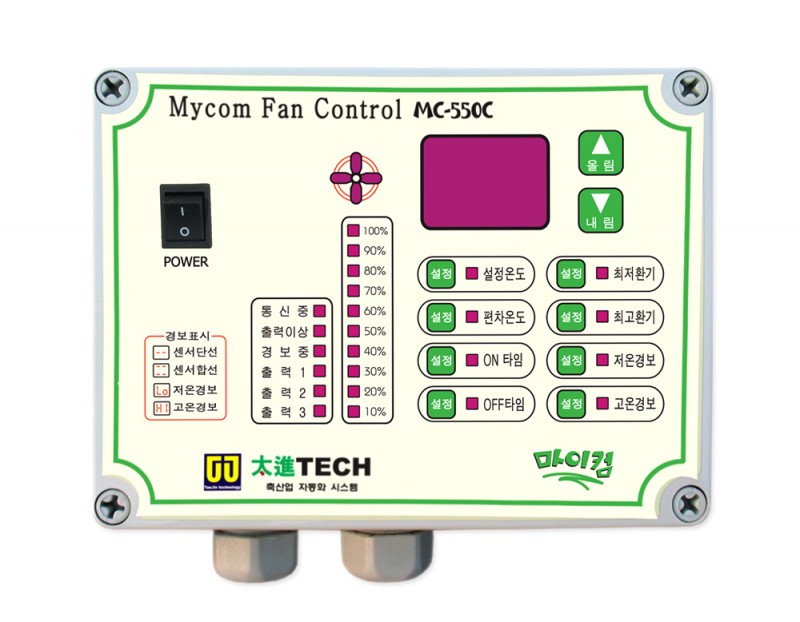 Mycom Fan Control MC-550C
POWER
경보표시
-- 센서단선
센서합선
Lo 저온경보
HI 고온경보
통 신 중
출력이상
경 보 중
출 력 1
출 력 2
출 력 3
100%
90%
80%
70%
60%
50%
40%
30%
20%
10%
올 림
내 림
설정 설정온도
설정 최저환기
설정 편차온도
설정 최고환기
설정 ON 타임
설정 저온경보
설정 OFF타임
설정 고온경보
太進TECH
축산업 자동화 시스템
마이컴